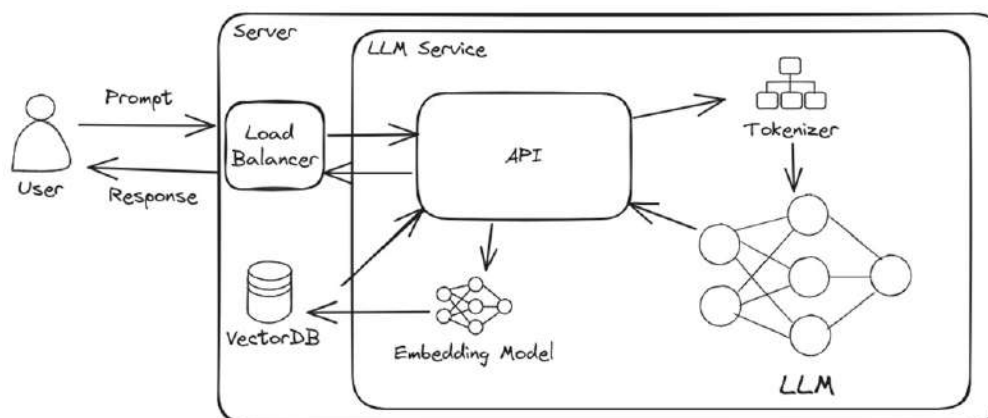 Server
LLM Service
Prompt
Load
Balancer
API
Tokenizer
User
Response
VectorDB
Embedding Model
LLM